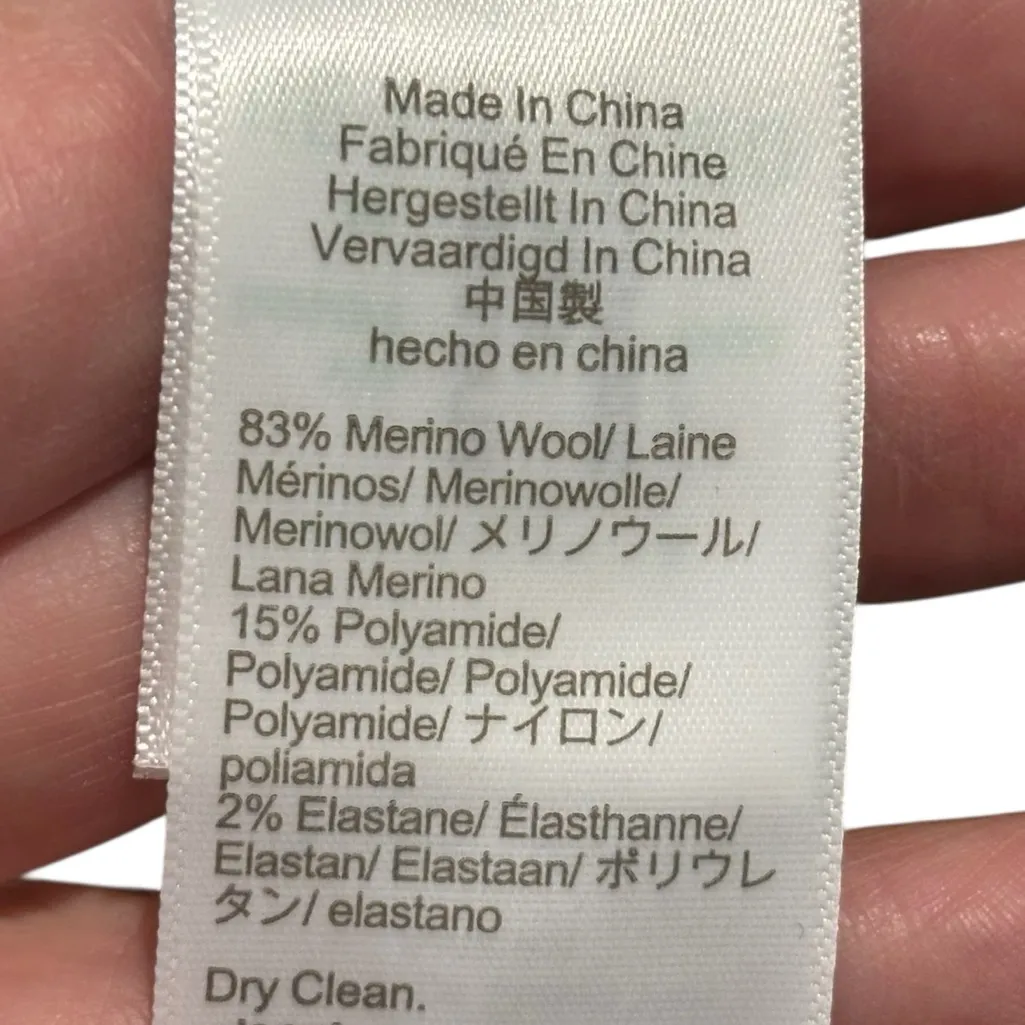 Made In China
Fabriqué En Chine
Hergestellt In China
Vervaardigd In China
中国製
hecho en china
83% Merino Wool/ Laine
Mérinos/ Merinowolle/
Merinowol/ メリノウール/
Lana Merino
15% Polyamide/
Polyamide/ Polyamide/
Polyamide/ ナイロン/
poliamida
2% Elastane/ Élasthanne/
Elastan/ Elastaan/ ポリウレ
タン/ elastano
Dry Clean.